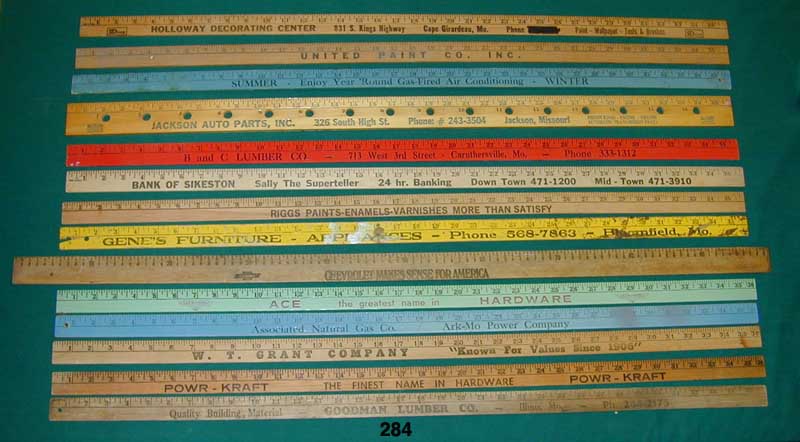 HOLLOWAY DECORATING CENTER 831 S. Kings Highway Cape Girardeau, Mo. Phone Paint - Wallpaper - Tools & Brushes
UNITED PAINT CO. INC.
SUMMER - Enjoy Year 'Round Gas-Fired Air Conditioning - WINTER
JACKSON AUTO PARTS, INC. 326 South High St. Phone: # 243-3504 Jackson, Missouri
B and C LUMBER CO — 713 West 3rd Street - Caruthersville, Mo. — Phone 333-1312
BANK OF SIKESTON Sally The Superteller 24 hr. Banking Down Town 471-1200 Mid-Town 471-3910
RIGGS PAINTS-ENAMELS-VARNISHES MORE THAN SATISFY
GENE'S FURNITURE - APPLIANCES - Phone 568-7863 - Bloomfield, Mo.
CHEVROLET MAKES SENSE FOR AMERICA
ACE the greatest name in HARDWARE
Associated Natural Gas Co. Ark-Mo Power Company
W. T. GRANT COMPANY "Known For Values Since 1906"
POWR-KRAFT THE FINEST NAME IN HARDWARE POWR-KRAFT
Quality Building Material GOODMAN LUMBER CO. — Illmo, Mo. — Ph.
284